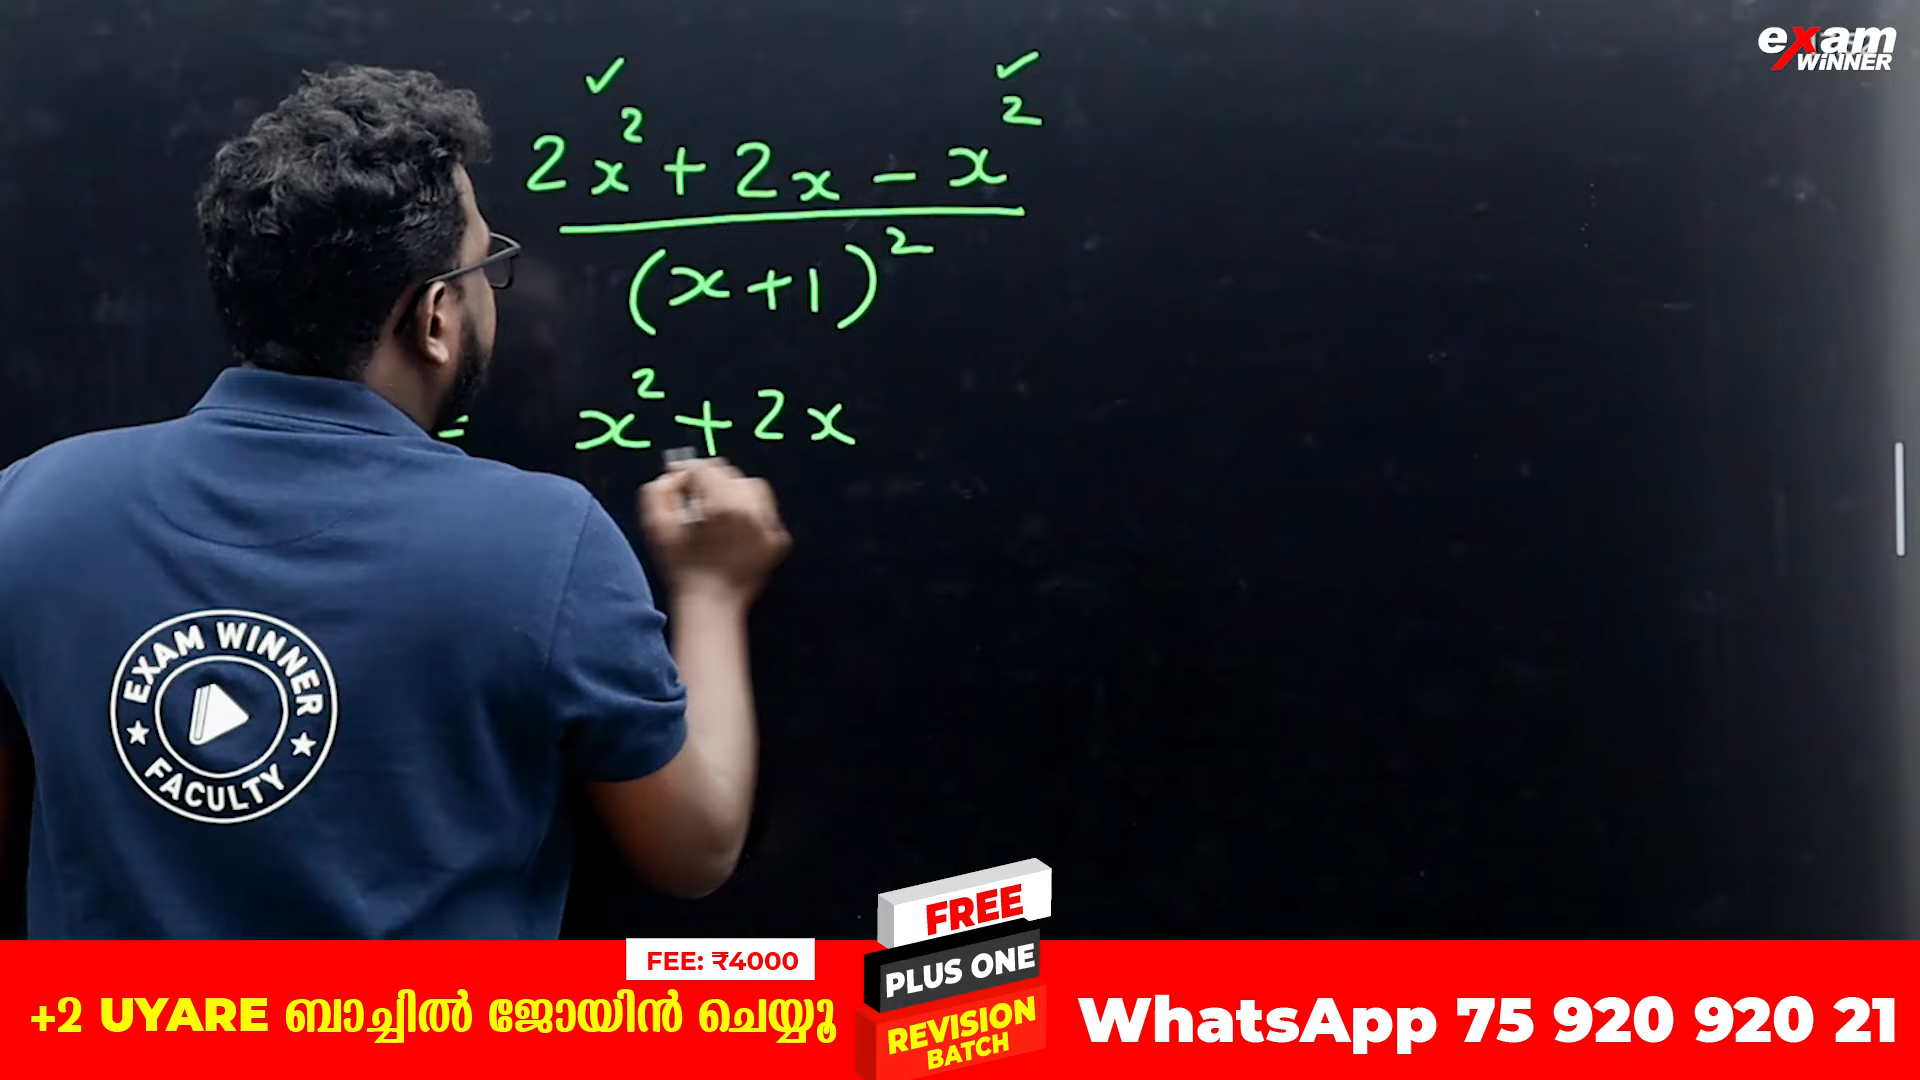 exam
WINNER
✓ ✓
2x² + 2x - x²
(x+1)²
= x² + 2x
EXAM WINNER
FACULTY
FEE: ₹4000
+2 UYARE ബാച്ചിൽ ജോയിൻ ചെയ്യൂ
FREE
PLUS ONE
REVISION
BATCH
WhatsApp 75 920 920 21